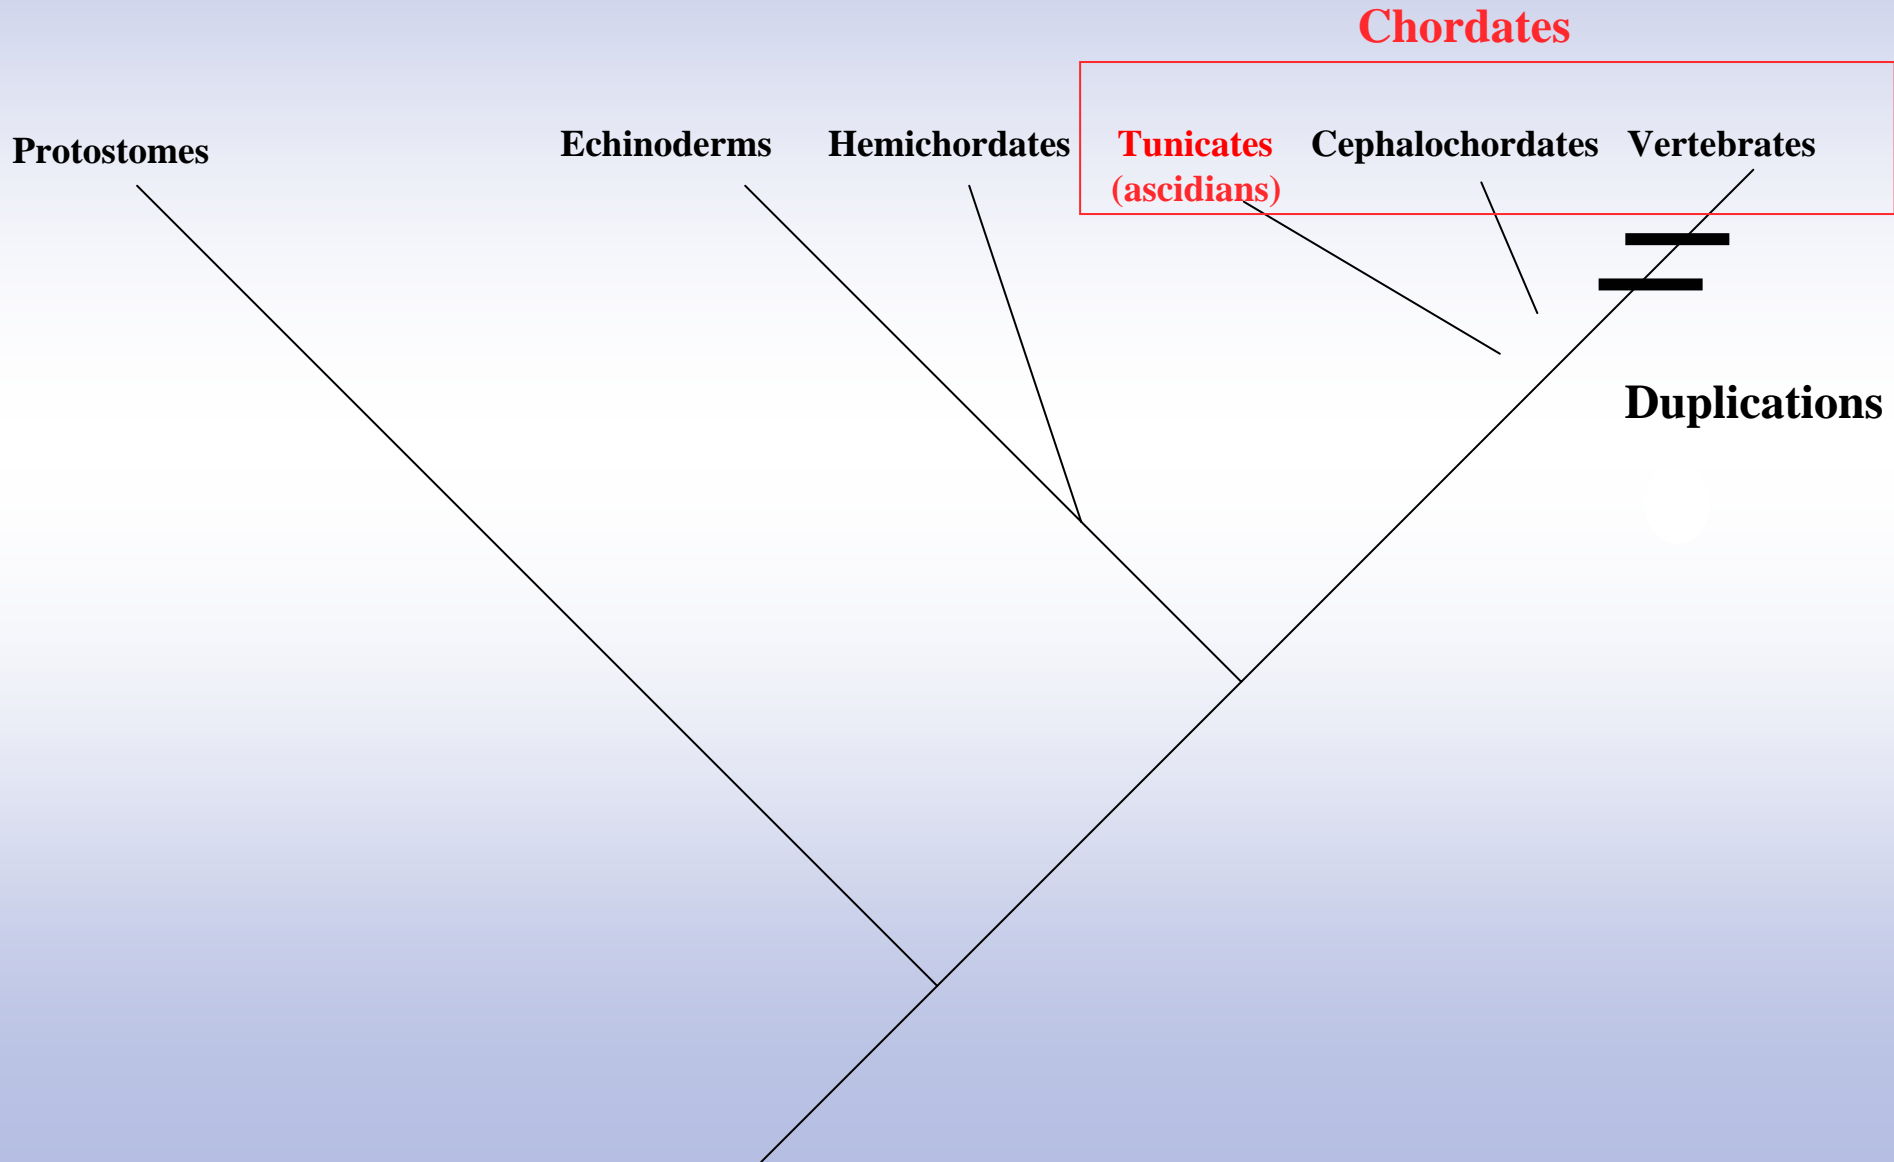 Chordates
Protostomes
Echinoderms
Hemichordates
Tunicates
(ascidians)
Cephalochordates
Vertebrates
Duplications